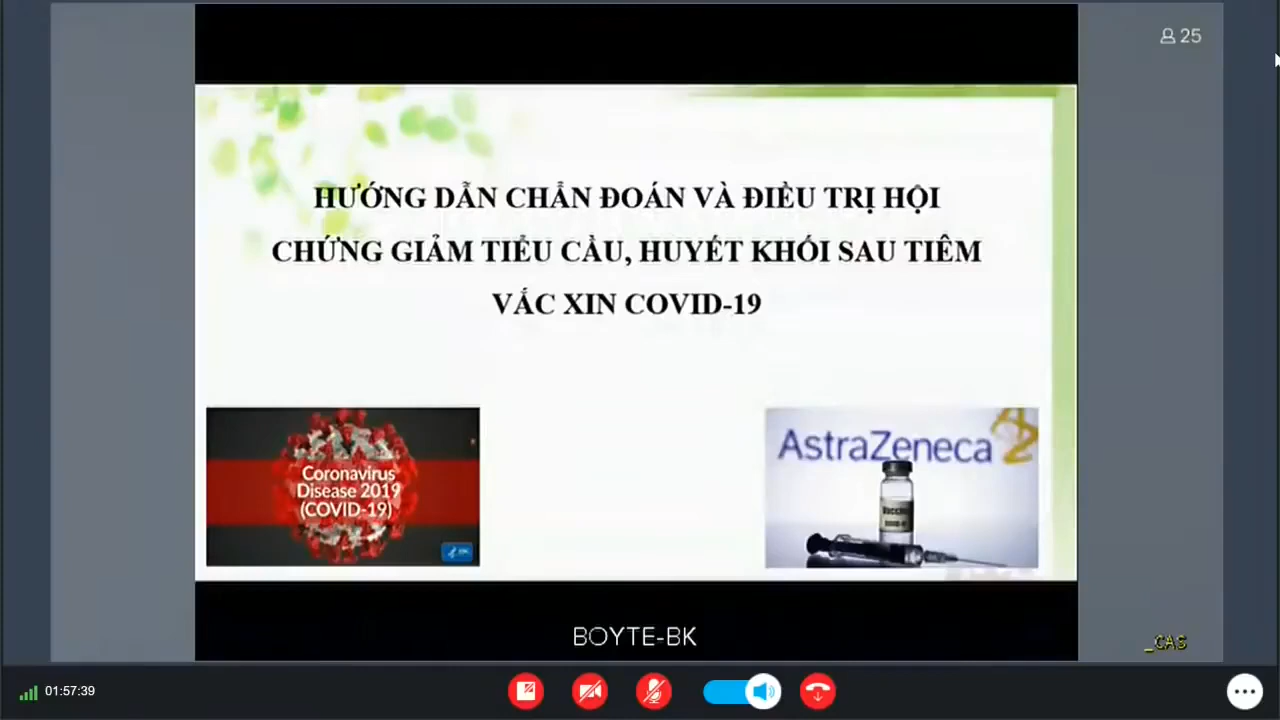 25
HƯỚNG DẪN CHẨN ĐOÁN VÀ ĐIỀU TRỊ HỘI
CHỨNG GIẢM TIỂU CẦU, HUYẾT KHỐI SAU TIÊM
VẮC XIN COVID-19
Coronavirus
Disease 2019
(COVID-19)
AstraZeneca
Vaccine
BOYTE-BK
_CAS
01:57:39